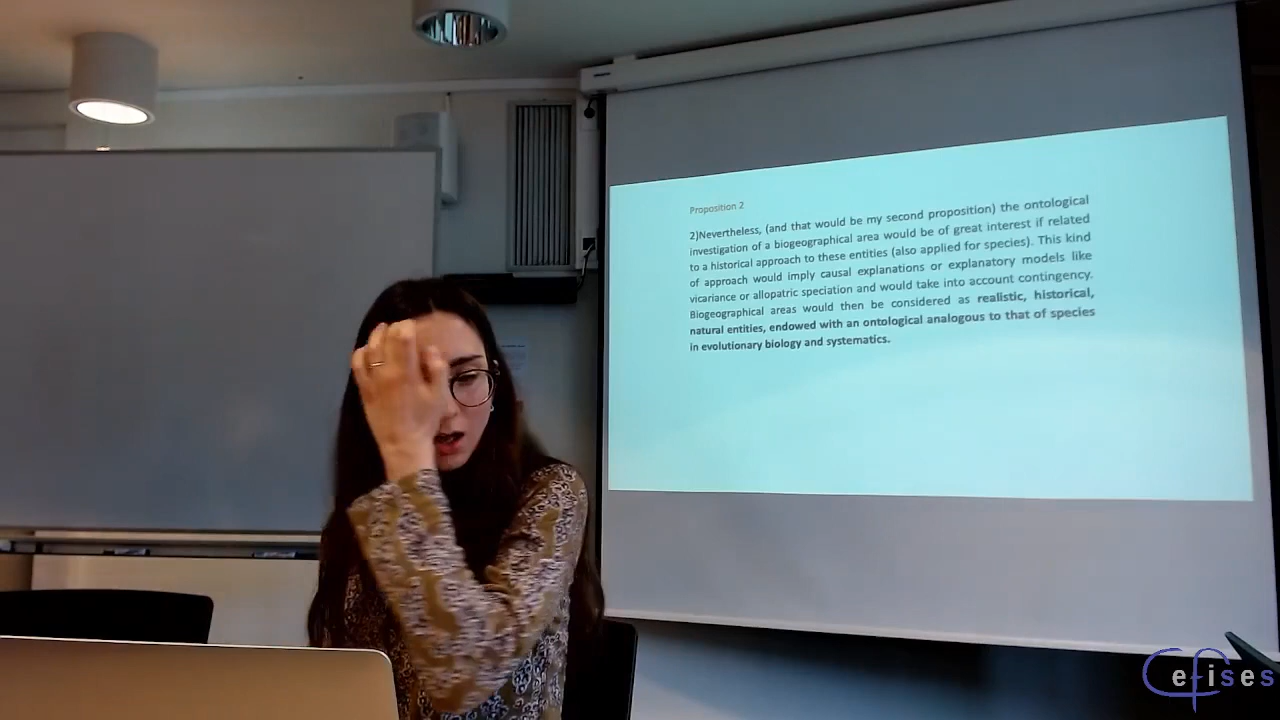 Proposition 2
2)Nevertheless, (and that would be my second proposition) the ontological
investigation of a biogeographical area would be of great interest if related
to a historical approach to these entities (also applied for species). This kind
of approach would imply causal explanations or explanatory models like
vicariance or allopatric speciation and would take into account contingency.
Biogeographical areas would then be considered as realistic, historical,
natural entities, endowed with an ontological analogous to that of species
in evolutionary biology and systematics.
Cefises